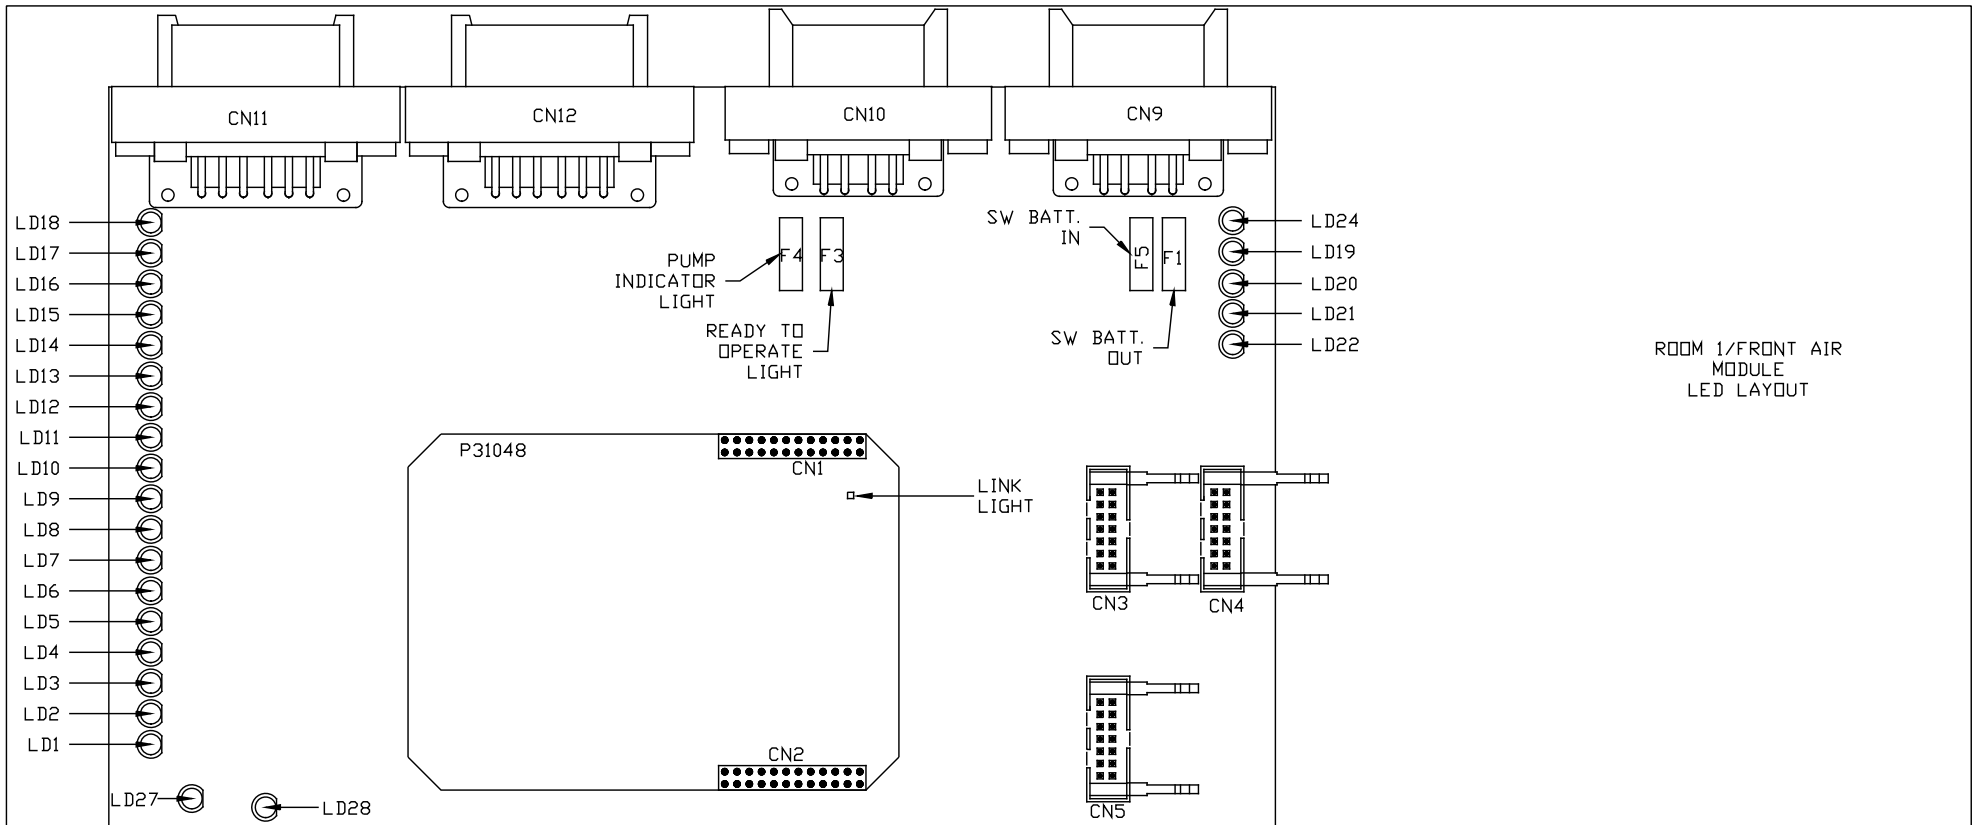 CN11
CN12
CN10
CN9
LD18
LD17
LD16
LD15
LD14
LD13
LD12
LD11
LD10
LD9
LD8
LD7
LD6
LD5
LD4
LD3
LD2
LD1
LD27
LD28
PUMP
INDICATOR
LIGHT
F4
F3
READY TO
OPERATE
LIGHT
SW BATT.
IN
F5
F1
SW BATT.
OUT
LD24
LD19
LD20
LD21
LD22
ROOM 1/FRONT AIR
MODULE
LED LAYOUT
P31048
CN1
LINK
LIGHT
CN2
CN3
CN4
CN5